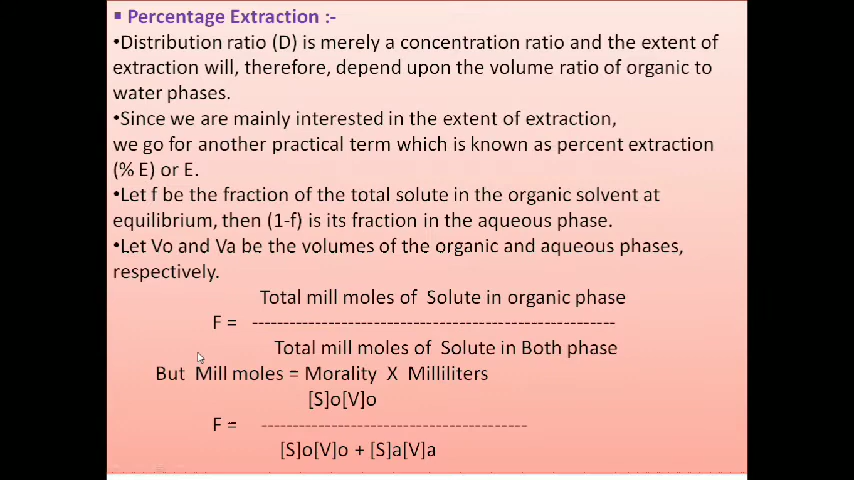 ▪ Percentage Extraction :-
•Distribution ratio (D) is merely a concentration ratio and the extent of
extraction will, therefore, depend upon the volume ratio of organic to
water phases.
•Since we are mainly interested in the extent of extraction,
we go for another practical term which is known as percent extraction
(% E) or E.
•Let f be the fraction of the total solute in the organic solvent at
equilibrium, then (1-f) is its fraction in the aqueous phase.
•Let Vo and Va be the volumes of the organic and aqueous phases,
respectively.
Total mill moles of Solute in organic phase
F = ---------------------------------------------------------
Total mill moles of Solute in Both phase
But Mill moles = Morality X Milliliters
[S]o[V]o
F = ------------------------------------------
[S]o[V]o + [S]a[V]a